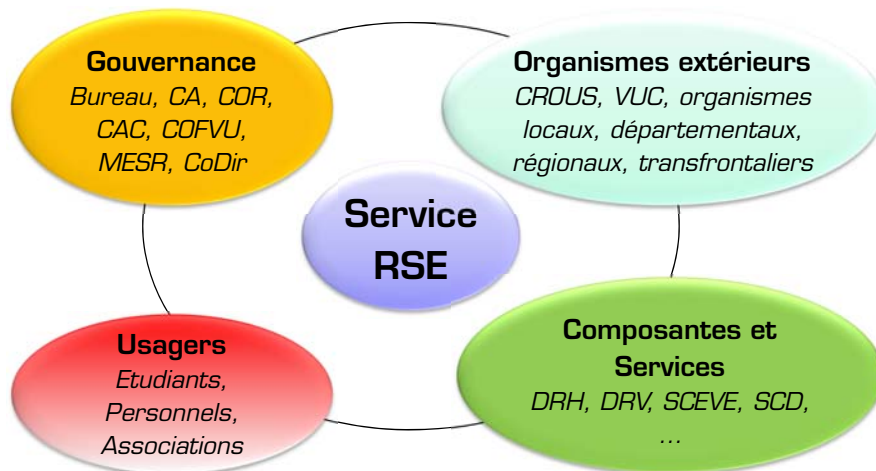 Gouvernance
Bureau, CA, COR,
CAC, COFVU,
MESR, CoDir
Organismes extérieurs
CROUS, VUC, organismes
locaux, départementaux,
régionaux, transfrontaliers
Service
RSE
Usagers
Etudiants,
Personnels,
Associations
Composantes et
Services
DRH, DRV, SCEVE, SCD,
...